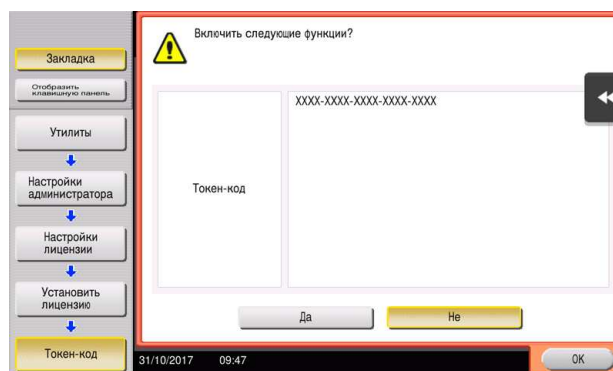 Закладка
Отобразить
клавишную панель
Утилиты
Настройки
администратора
Настройки
лицензии
Установить
лицензию
Токен-код
Включить следующие функции?
Токен-код
XXXX-XXXX-XXXX-XXXX-XXXX
Да
Не
31/10/2017 09:47
OK